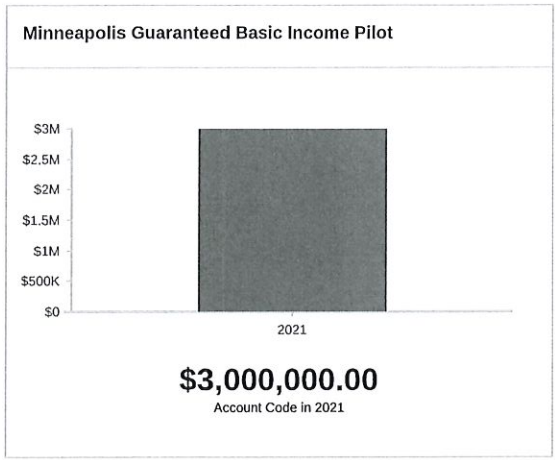 Minneapolis Guaranteed Basic Income Pilot
$3M
$2.5M
$2M
$1.5M
$1M
$500K
$0
2021
$3,000,000.00
Account Code in 2021